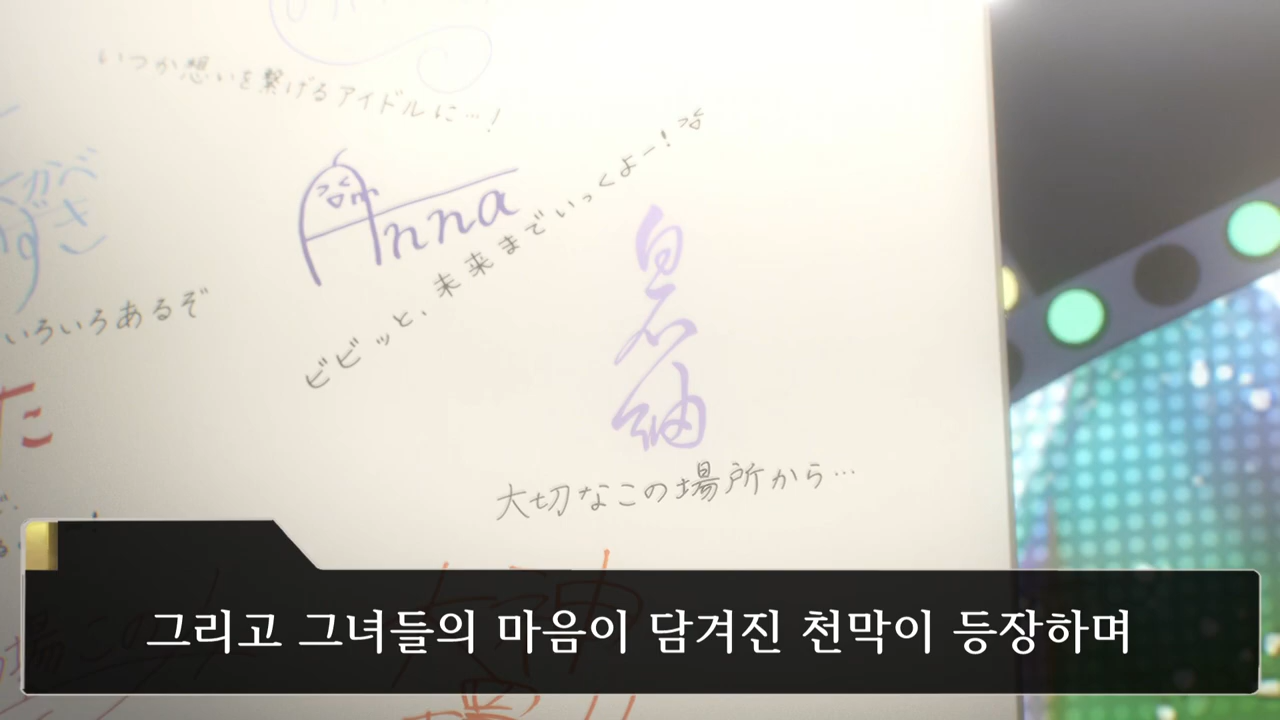 いつか想いを繋げるアイドルに…!
Anna
ビビッと、未来までいっくよー!
いろいろあるぞ
白石紬
大切なこの場所から…
그리고 그녀들의 마음이 담겨진 천막이 등장하며